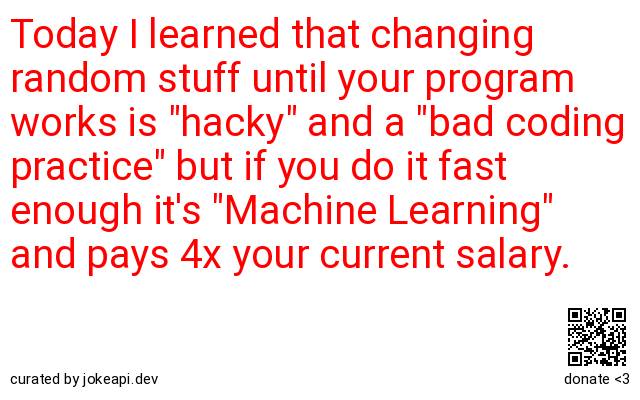 Today I learned that changing
random stuff until your program
works is "hacky" and a "bad coding
practice" but if you do it fast
enough it's "Machine Learning"
and pays 4x your current salary.
curated by jokeapi.dev
donate <3